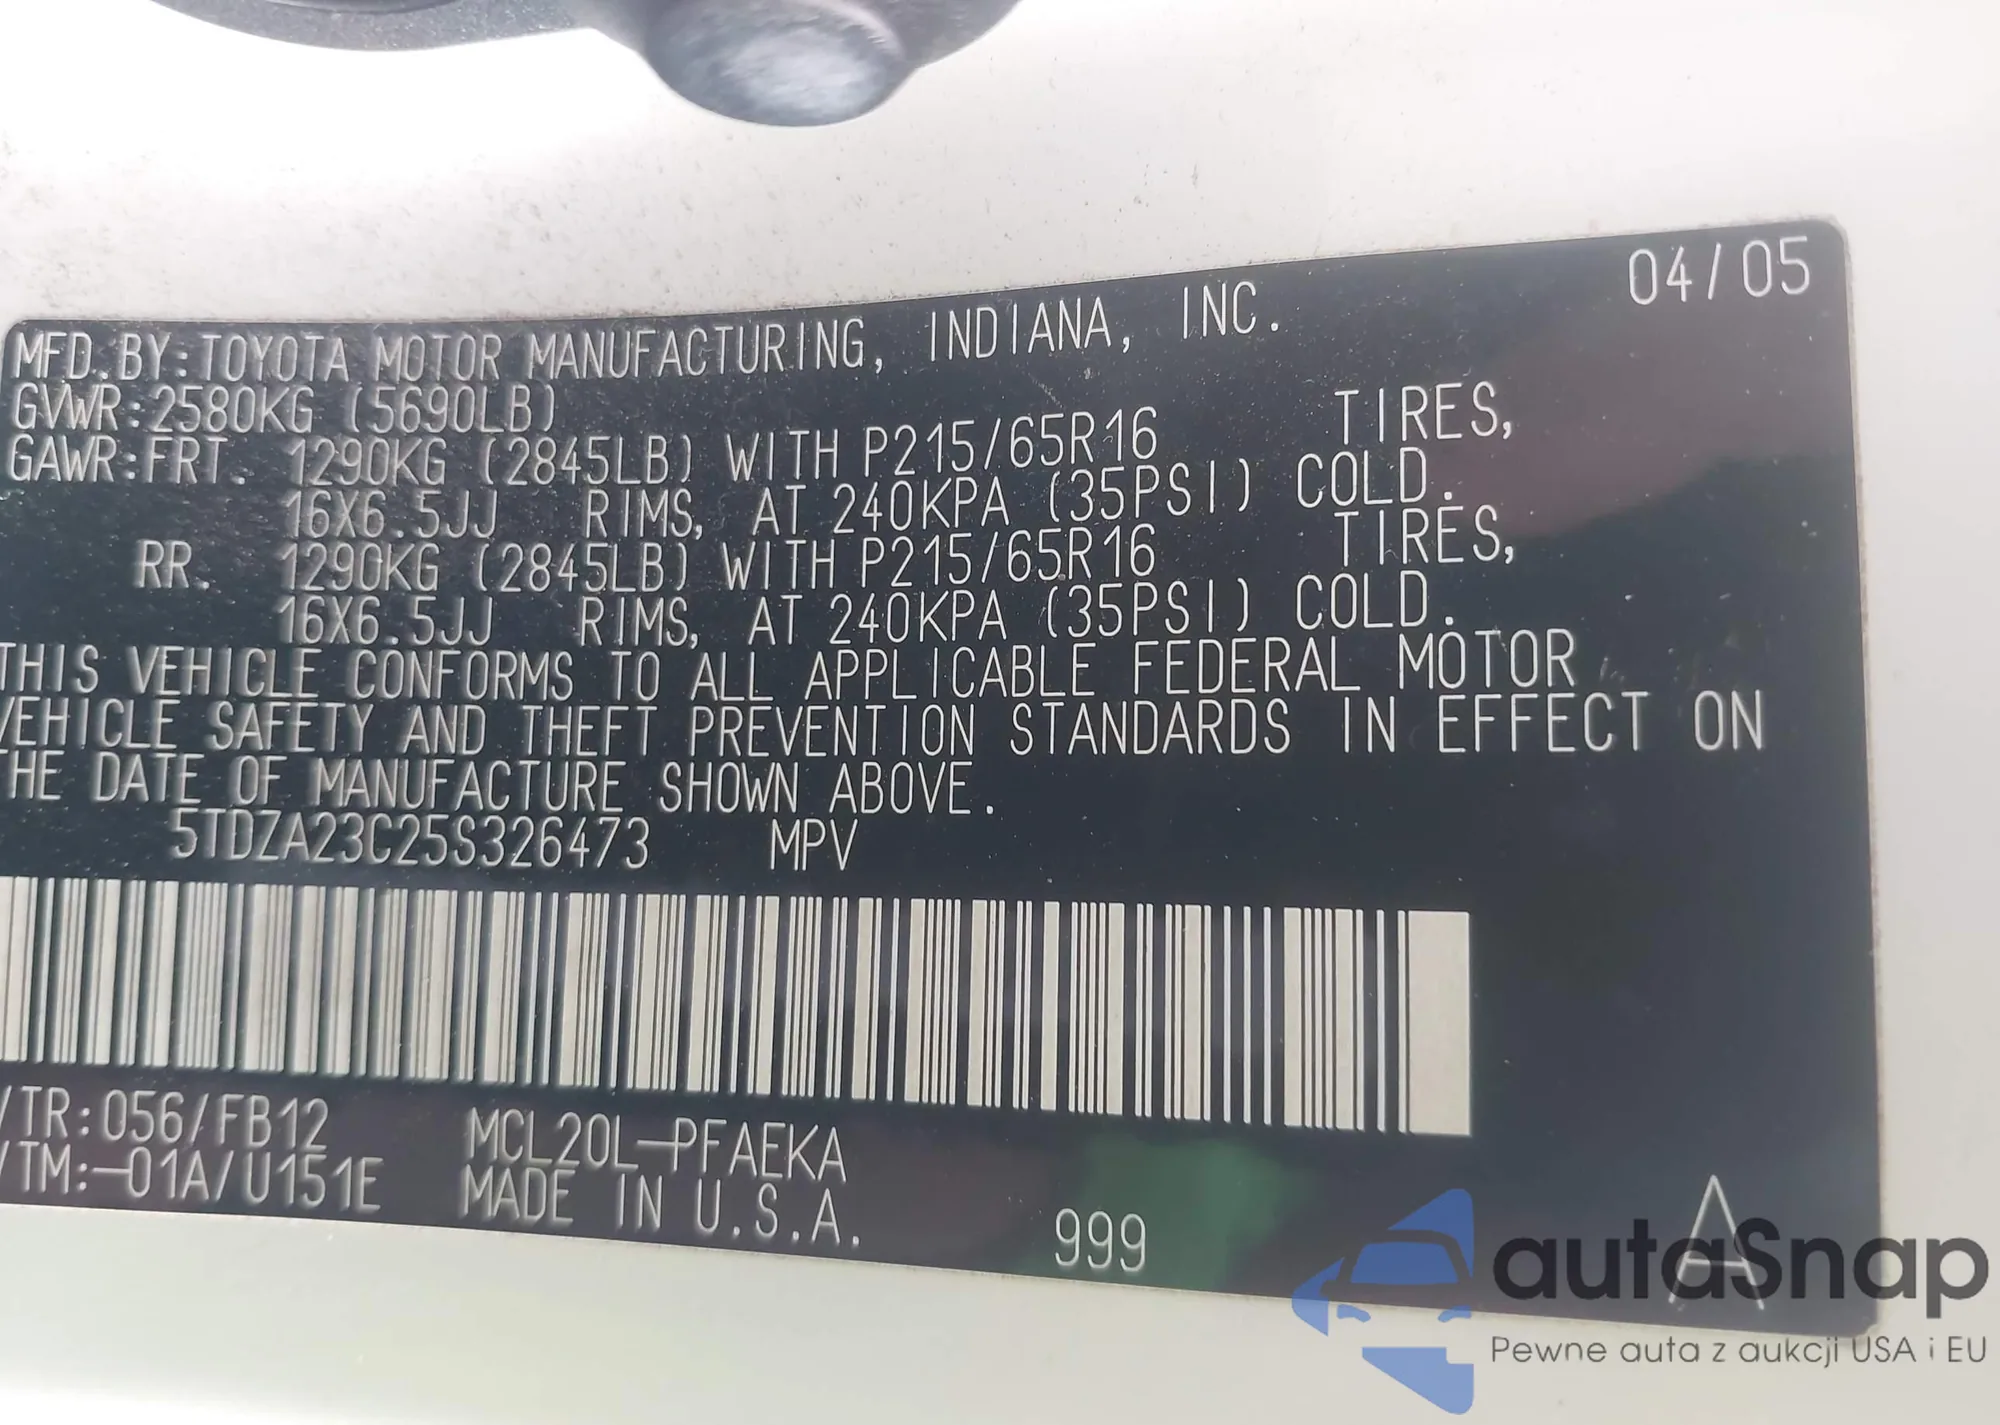 04/05
MFD. BY:TOYOTA MOTOR MANUFACTURING, INDIANA, INC.
GVWR:2580KG (5690LB)
GAWR:FRT. 1290KG (2845LB) WITH P215/65R16 TIRES,
16X6.5JJ RIMS, AT 240KPA (35PSI) COLD.
RR. 1290KG (2845LB) WITH P215/65R16 TIRES,
16X6.5JJ RIMS, AT 240KPA (35PSI) COLD.
THIS VEHICLE CONFORMS TO ALL APPLICABLE FEDERAL MOTOR
VEHICLE SAFETY AND THEFT PREVENTION STANDARDS IN EFFECT ON
HE DATE OF MANUFACTURE SHOWN ABOVE.
5TDZA23C25S326473 MPV
/TR:056/FB12 MCL20L-PFAEKA
/TM:-01A/U151E MADE IN U.S.A.
999
A
autaSnap
Pewne auta z aukcji USA i EU